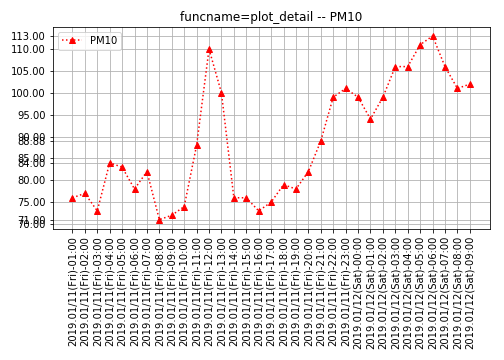 funcname=plot_detail -- PM10
PM10
113.00
110.00
105.00
100.00
95.00
90.00
88.88
85.00
84.00
80.00
75.00
71.00
70.00
2019.01/11(Fri)-01:00
2019.01/11(Fri)-02:00
2019.01/11(Fri)-03:00
2019.01/11(Fri)-04:00
2019.01/11(Fri)-05:00
2019.01/11(Fri)-06:00
2019.01/11(Fri)-07:00
2019.01/11(Fri)-08:00
2019.01/11(Fri)-09:00
2019.01/11(Fri)-10:00
2019.01/11(Fri)-11:00
2019.01/11(Fri)-12:00
2019.01/11(Fri)-13:00
2019.01/11(Fri)-14:00
2019.01/11(Fri)-15:00
2019.01/11(Fri)-16:00
2019.01/11(Fri)-17:00
2019.01/11(Fri)-18:00
2019.01/11(Fri)-19:00
2019.01/11(Fri)-20:00
2019.01/11(Fri)-21:00
2019.01/11(Fri)-22:00
2019.01/11(Fri)-23:00
2019.01/12(Sat)-00:00
2019.01/12(Sat)-01:00
2019.01/12(Sat)-02:00
2019.01/12(Sat)-03:00
2019.01/12(Sat)-04:00
2019.01/12(Sat)-05:00
2019.01/12(Sat)-06:00
2019.01/12(Sat)-07:00
2019.01/12(Sat)-08:00
2019.01/12(Sat)-09:00